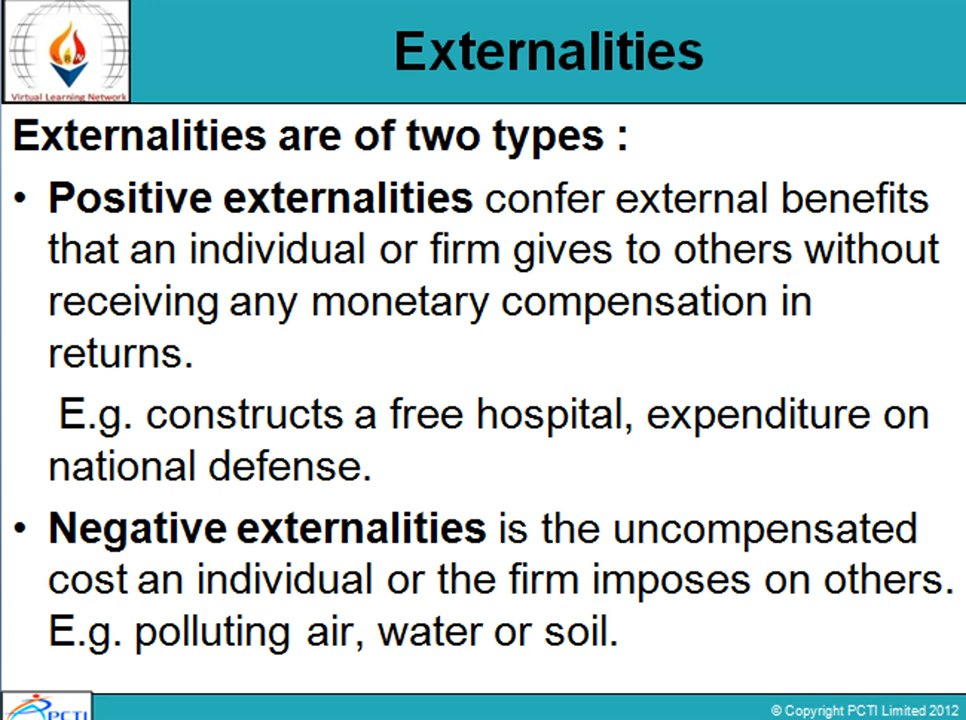 Virtual Learning Network
Externalities
Externalities are of two types :
• Positive externalities confer external benefits
that an individual or firm gives to others without
receiving any monetary compensation in
returns.
E.g. constructs a free hospital, expenditure on
national defense.
• Negative externalities is the uncompensated
cost an individual or the firm imposes on others.
E.g. polluting air, water or soil.
PCTI
© Copyright PCTI Limited 2012